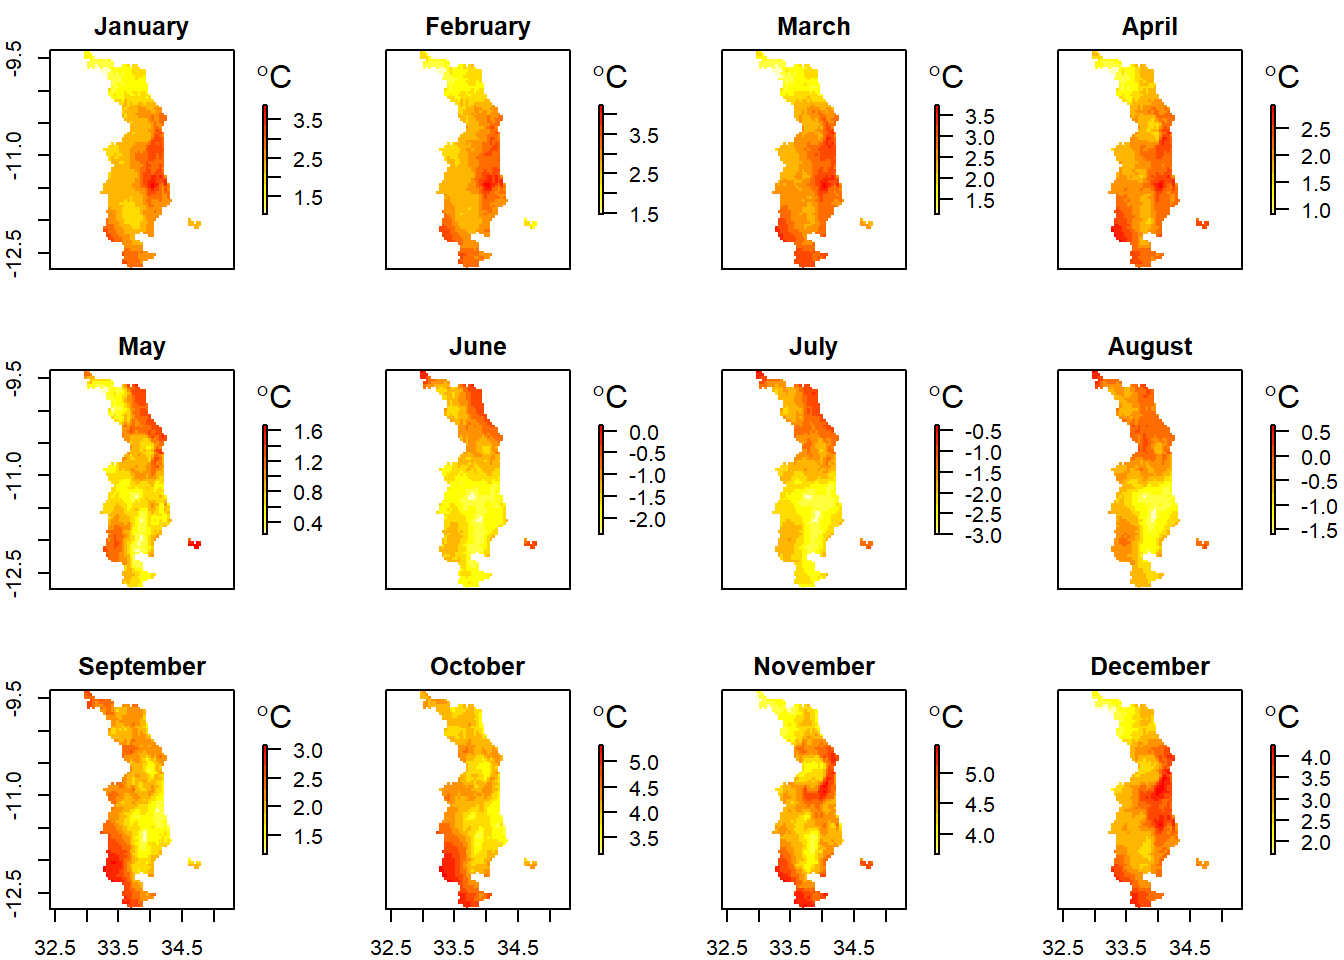 January
February
March
April
-9.5
-11.0
-12.5
°C
3.5
2.5
1.5
°C
3.5
2.5
1.5
°C
3.5
3.0
2.5
2.0
1.5
°C
2.5
2.0
1.5
1.0
May
June
July
August
-9.5
-11.0
-12.5
°C
1.6
1.2
0.8
0.4
°C
0.0
-0.5
-1.0
-1.5
-2.0
°C
-0.5
-1.0
-1.5
-2.0
-2.5
-3.0
°C
0.5
0.0
-0.5
-1.0
-1.5
September
October
November
December
-9.5
-11.0
-12.5
°C
3.0
2.5
2.0
1.5
°C
5.0
4.5
4.0
3.5
°C
5.0
4.5
4.0
°C
4.0
3.5
3.0
2.5
2.0
32.5 33.5 34.5
32.5 33.5 34.5
32.5 33.5 34.5
32.5 33.5 34.5